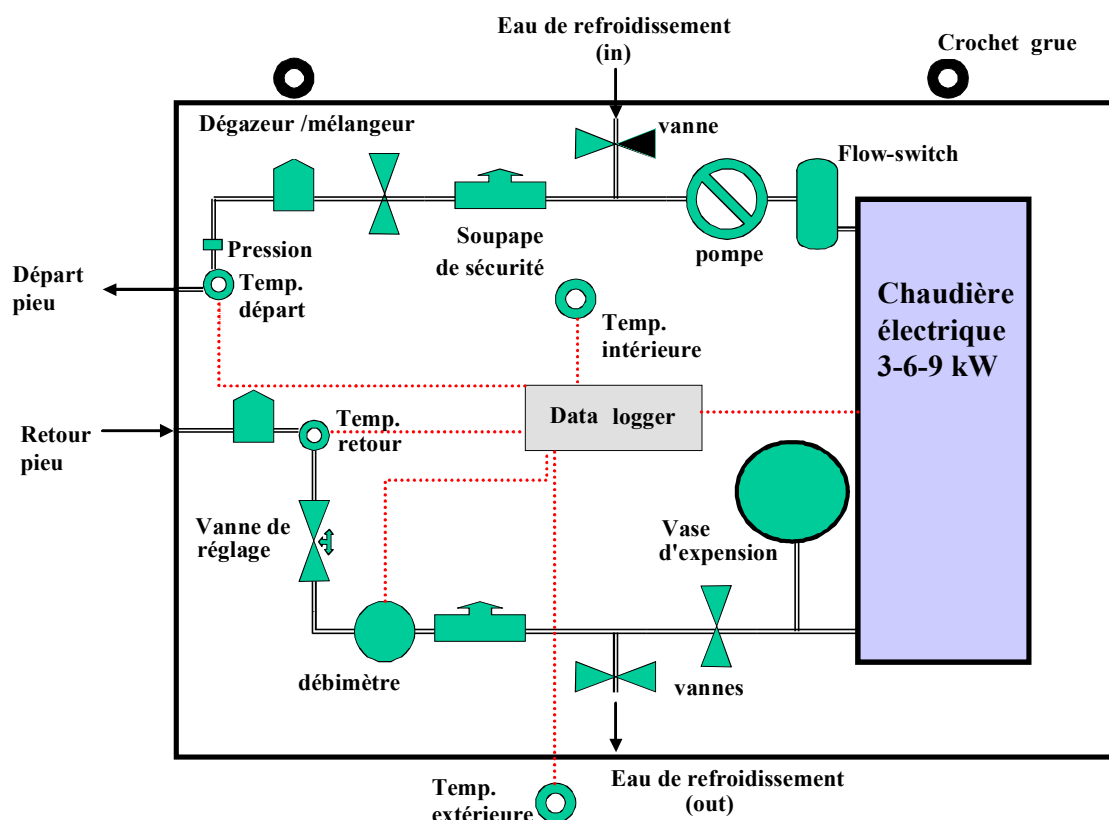 Eau de refroidissement
(in)
Crochet grue
Dégazeur /mélangeur
vanne
Flow-switch
Soupape
de sécurité
pompe
Pression
Départ
pieu
Temp.
départ
Chaudière
électrique
3-6-9 kW
Temp.
intérieure
Data logger
Temp.
retour
Retour
pieu
Vanne de
réglage
Vase
d'expension
débimètre
vannes
Eau de refroidissement
(out)
Temp.
extérieure